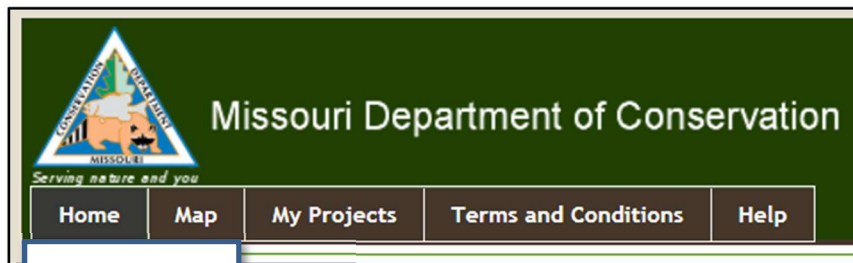 CONSERVATION DEPARTMENT
MISSOURI
Missouri Department of Conservation
Serving nature and you
Home Map My Projects Terms and Conditions Help